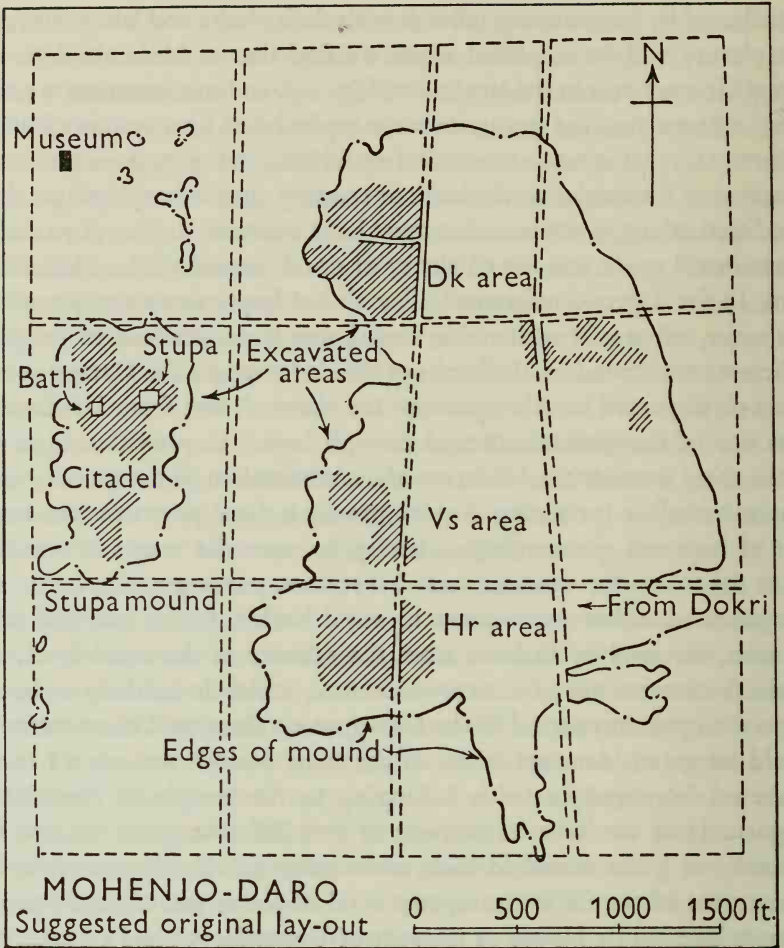 N
Museum
Dk area
Stupa
Excavated
areas
Bath
Citadel
Vs area
Stupa mound
←From Dokri
Hr area
Edges of mound
MOHENJO-DARO
Suggested original lay-out
0 500 1000 1500 ft.